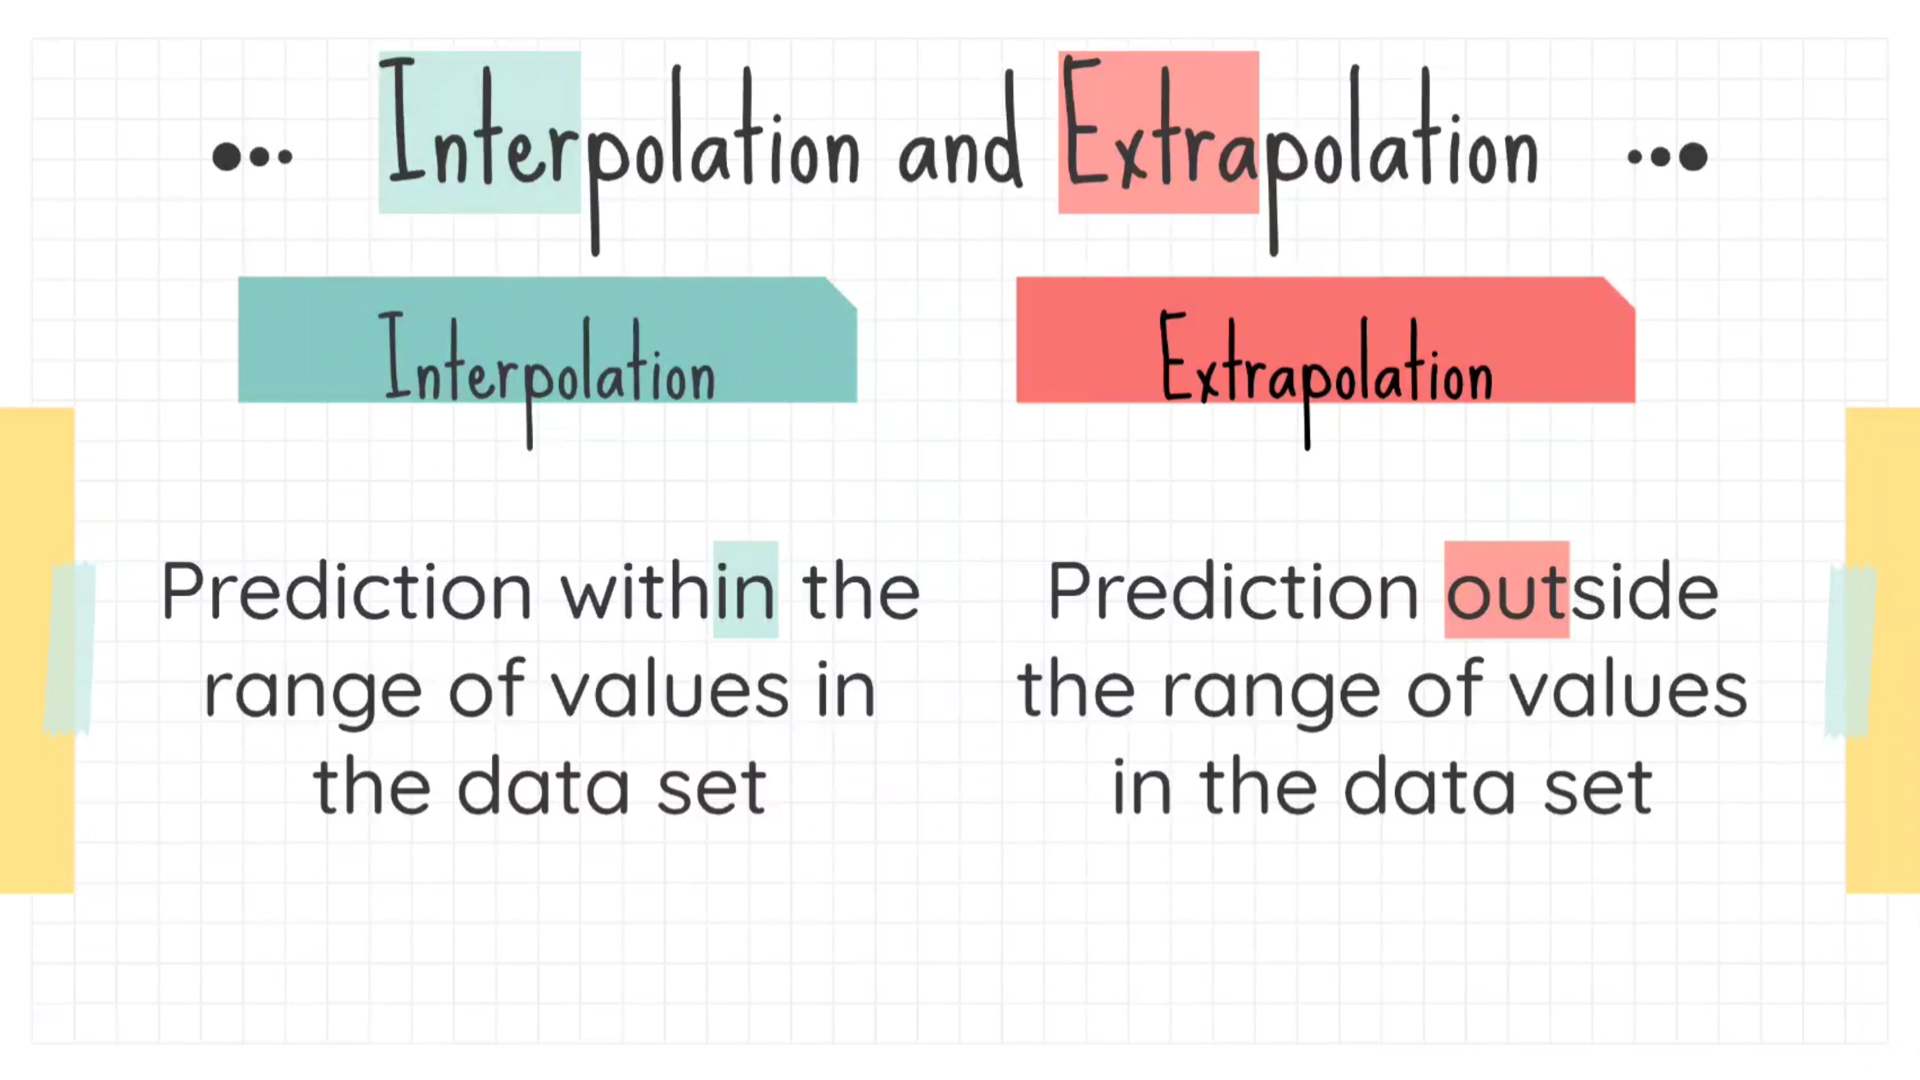 Interpolation and Extrapolation
Interpolation
Prediction within the
range of values in
the data set
Extrapolation
Prediction outside
the range of values
in the data set